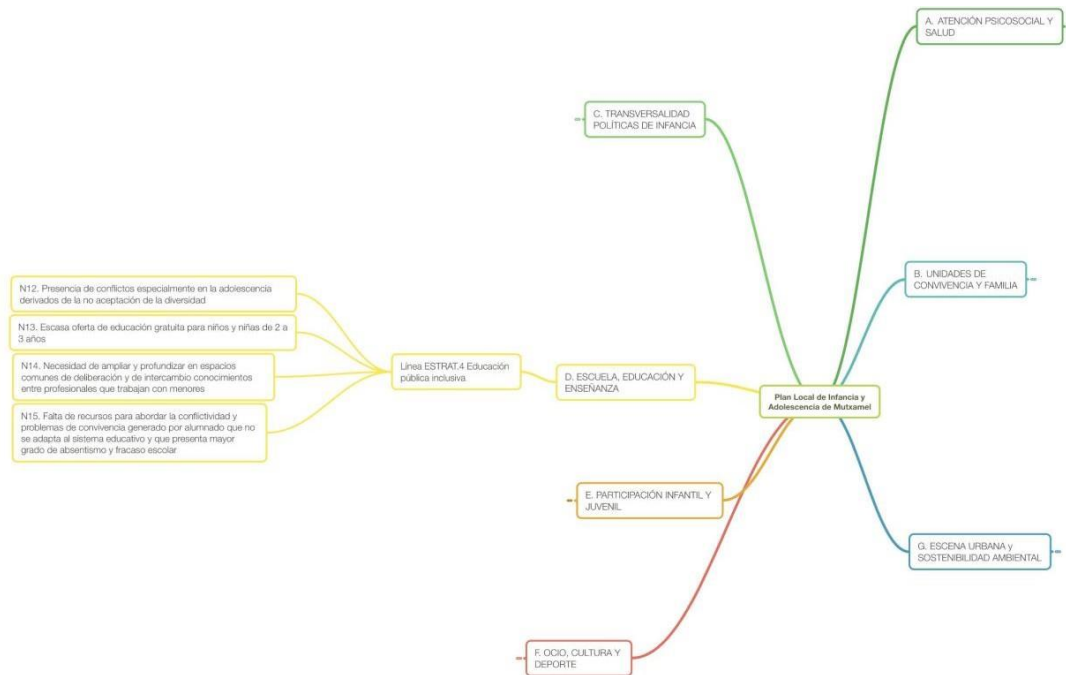 A. ATENCIÓN PSICOSOCIAL Y
SALUD
C. TRANSVERSALIDAD
POLÍTICAS DE INFANCIA
B. UNIDADES DE
CONVIVENCIA Y FAMILIA
N12. Presencia de conflictos especialmente en la adolescencia
derivados de la no aceptación de la diversidad
N13. Escasa oferta de educación gratuita para niños y niñas de 2 a
3 años
N14. Necesidad de ampliar y profundizar en espacios
comunes de deliberación y de intercambio conocimientos
entre profesionales que trabajan con menores
N15. Falta de recursos para abordar la conflictividad y
problemas de convivencia generado por alumnado que no
se adapta al sistema educativo y que presenta mayor
grado de absentismo y fracaso escolar
Línea ESTRAT.4 Educación
pública inclusiva
D. ESCUELA, EDUCACIÓN Y
ENSEÑANZA
Plan Local de Infancia y
Adolescencia de Mutxamel
E. PARTICIPACIÓN INFANTIL Y
JUVENIL
G. ESCENA URBANA y
SOSTENIBILIDAD AMBIENTAL
F. OCIO, CULTURA Y
DEPORTE